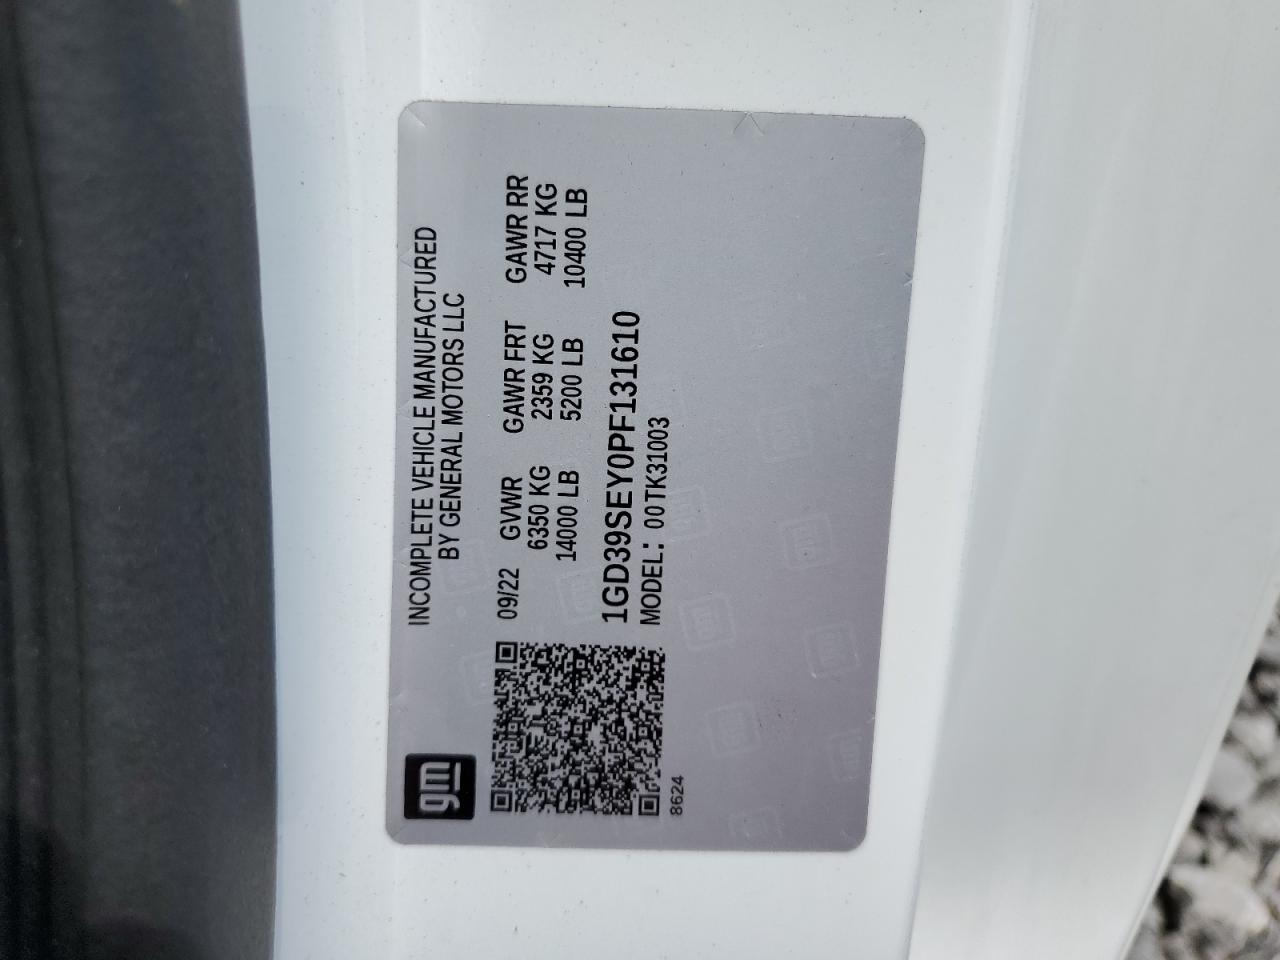 gm
INCOMPLETE VEHICLE MANUFACTURED
BY GENERAL MOTORS LLC
09/22 GVWR GAWR FRT GAWR RR
6350 KG 2359 KG 4717 KG
14000 LB 5200 LB 10400 LB
1GD39SEY0PF131610
MODEL: 00TK31003
8624